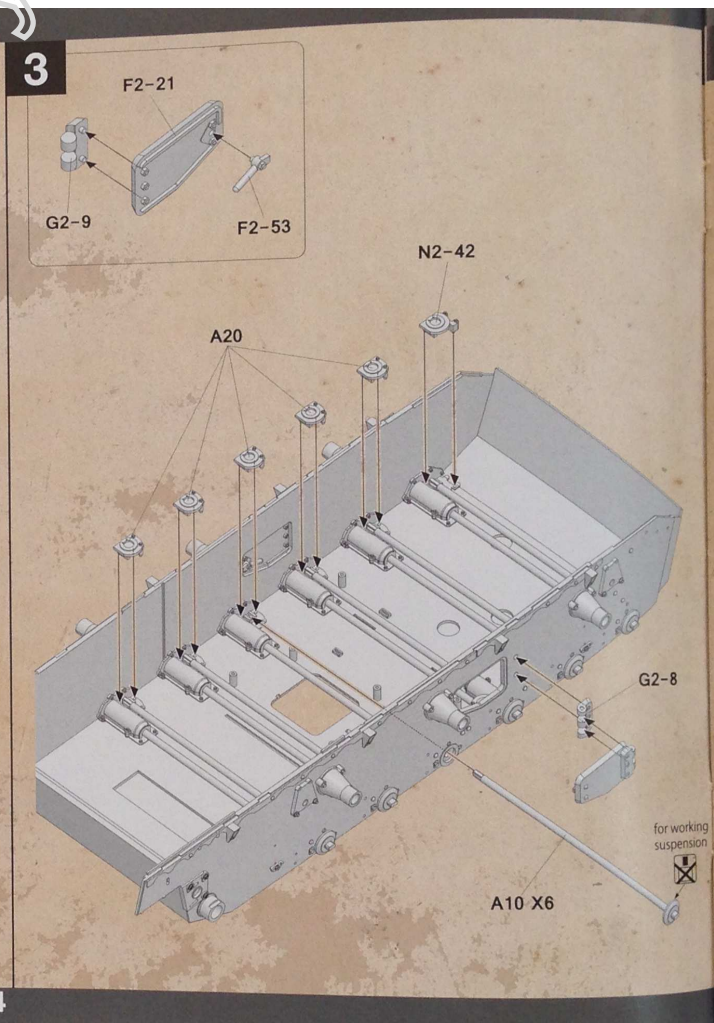 3
F2-21
G2-9
F2-53
N2-42
A20
G2-8
for working
suspension
A10 X6
4